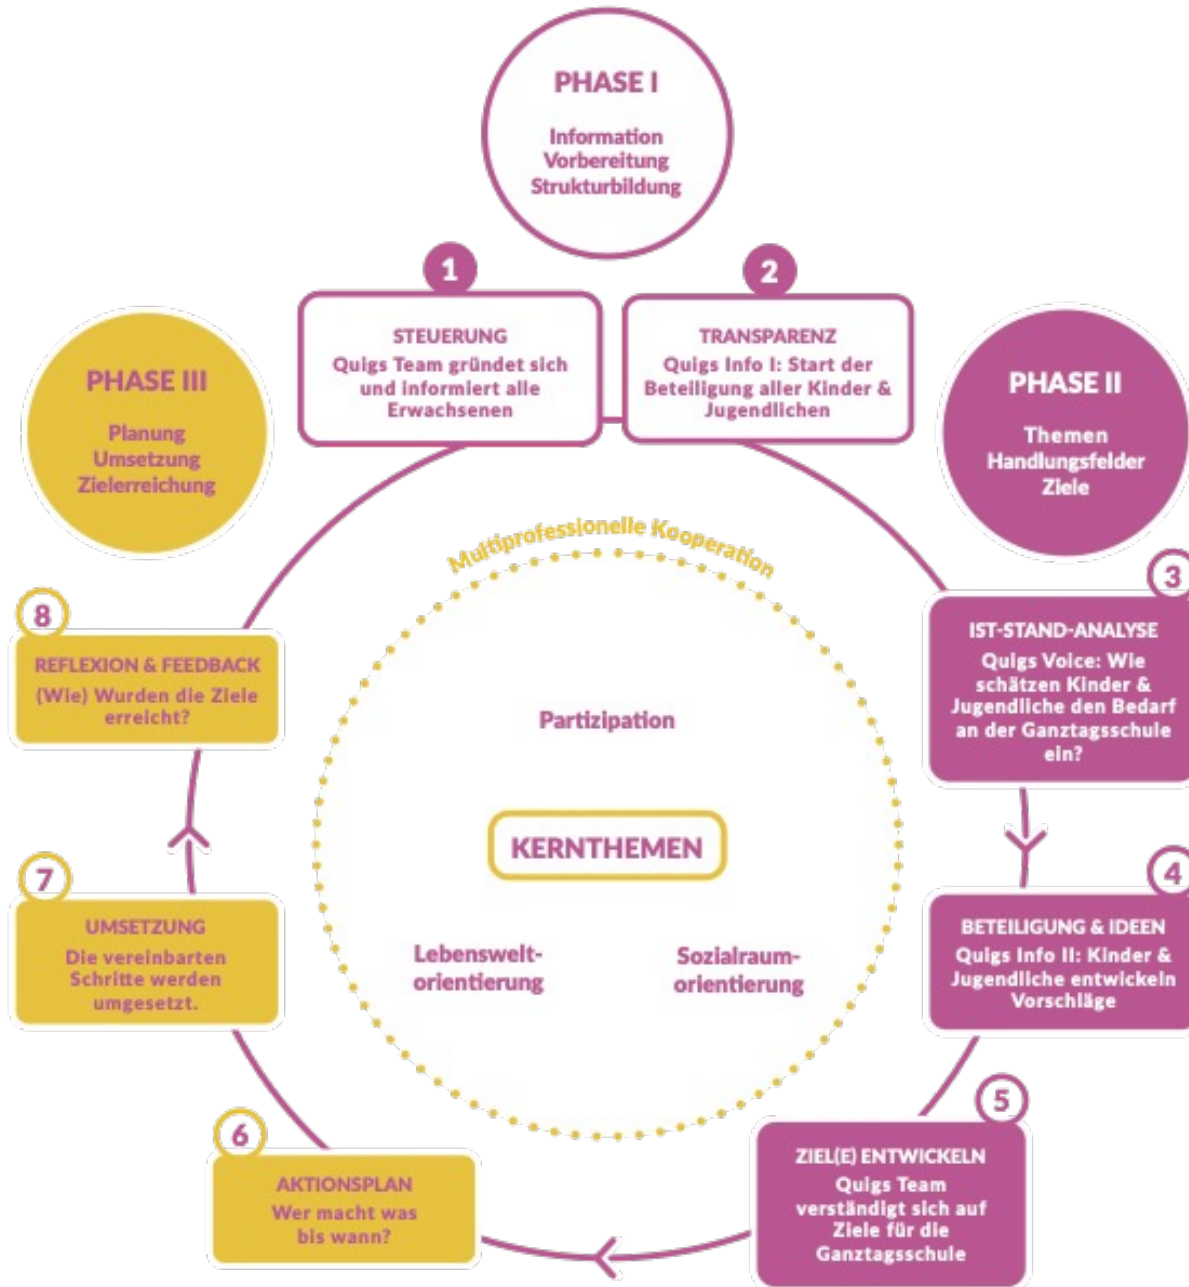 PHASE I
Information
Vorbereitung
Strukturbildung
1
STEUERUNG
Quigs Team gründet sich
und informiert alle
Erwachsenen
2
TRANSPARENZ
Quigs Info I: Start der
Beteiligung aller Kinder &
Jugendlichen
PHASE II
Themen
Handlungsfelder
Ziele
3
IST-STAND-ANALYSE
Quigs Voice: Wie
schätzen Kinder &
Jugendliche den Bedarf
an der Ganztagsschule
ein?
4
BETEILIGUNG & IDEEN
Quigs Info II: Kinder &
Jugendliche entwickeln
Vorschläge
5
ZIEL(E) ENTWICKELN
Quigs Team
verständigt sich auf
Ziele für die
Ganztagsschule
PHASE III
Planung
Umsetzung
Zielerreichung
6
AKTIONSPLAN
Wer macht was
bis wann?
7
UMSETZUNG
Die vereinbarten
Schritte werden
umgesetzt.
8
REFLEXION & FEEDBACK
(Wie) Wurden die Ziele
erreicht?
Multiprofessionelle Kooperation
Partizipation
KERNTHEMEN
Lebenswelt-
orientierung
Sozialraum-
orientierung